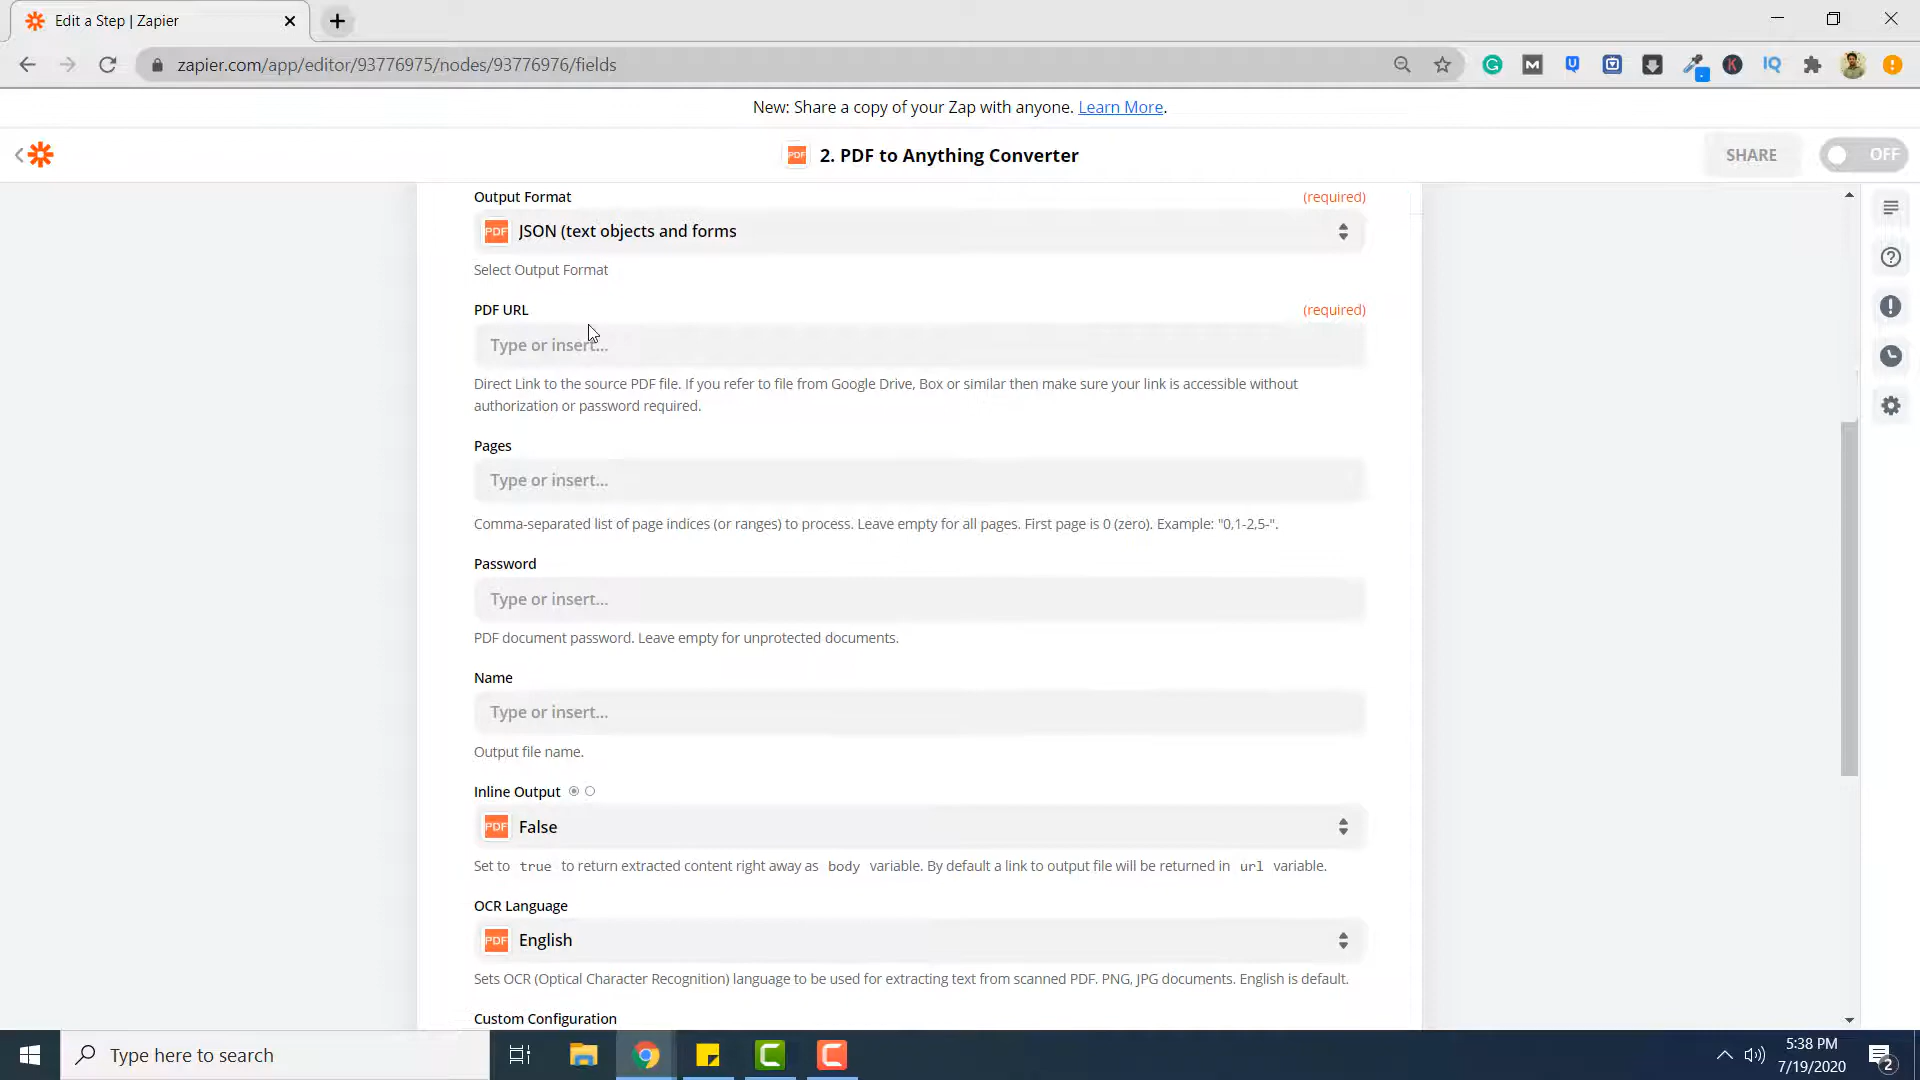 Edit a Step | Zapier
zapier.com/app/editor/93776975/nodes/93776976/fields
New: Share a copy of your Zap with anyone. Learn More.
PDF 2. PDF to Anything Converter
SHARE
OFF
Output Format (required)
PDF JSON (text objects and forms
Select Output Format
PDF URL (required)
Type or insert...
Direct Link to the source PDF file. If you refer to file from Google Drive, Box or similar then make sure your link is accessible without
authorization or password required.
Pages
Type or insert...
Comma-separated list of page indices (or ranges) to process. Leave empty for all pages. First page is 0 (zero). Example: "0,1-2,5-".
Password
Type or insert...
PDF document password. Leave empty for unprotected documents.
Name
Type or insert...
Output file name.
Inline Output
PDF False
Set to true to return extracted content right away as body variable. By default a link to output file will be returned in url variable.
OCR Language
PDF English
Sets OCR (Optical Character Recognition) language to be used for extracting text from scanned PDF. PNG, JPG documents. English is default.
Custom Configuration
Type here to search
5:38 PM
7/19/2020
2